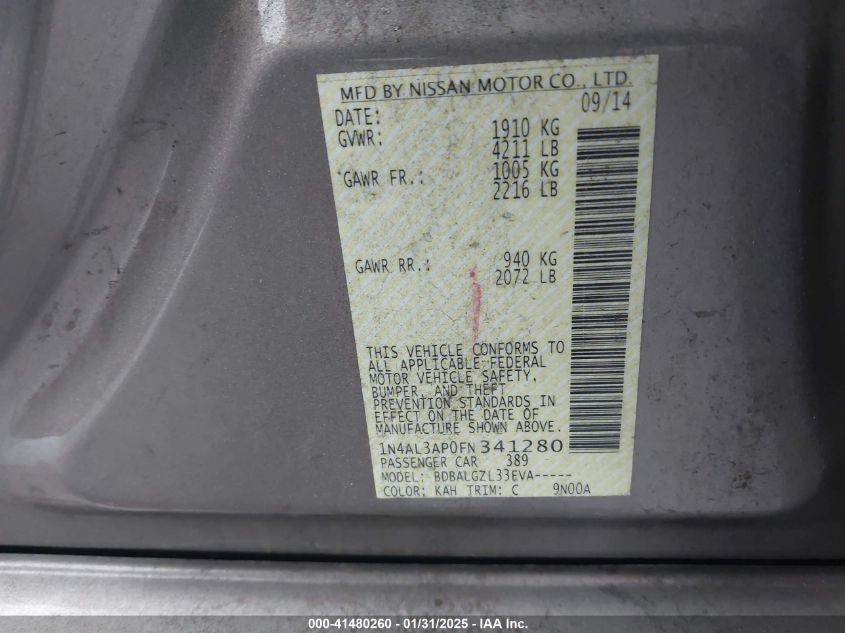 MFD BY NISSAN MOTOR CO., LTD.
DATE: 09/14
GVWR: 1910 KG
4211 LB
GAWR FR.: 1005 KG
2216 LB
GAWR RR.: 940 KG
2072 LB
THIS VEHICLE CONFORMS TO
ALL APPLICABLE FEDERAL
MOTOR VEHICLE SAFETY,
BUMPER, AND THEFT
PREVENTION STANDARDS IN
EFFECT ON THE DATE OF
MANUFACTURE SHOWN ABOVE.
1N4AL3AP0FN341280
PASSENGER CAR 389
MODEL: BDBALGZL33EVA-----
COLOR: KAH TRIM: C 9N00A
000-41480260 - 01/31/2025 - IAA Inc.